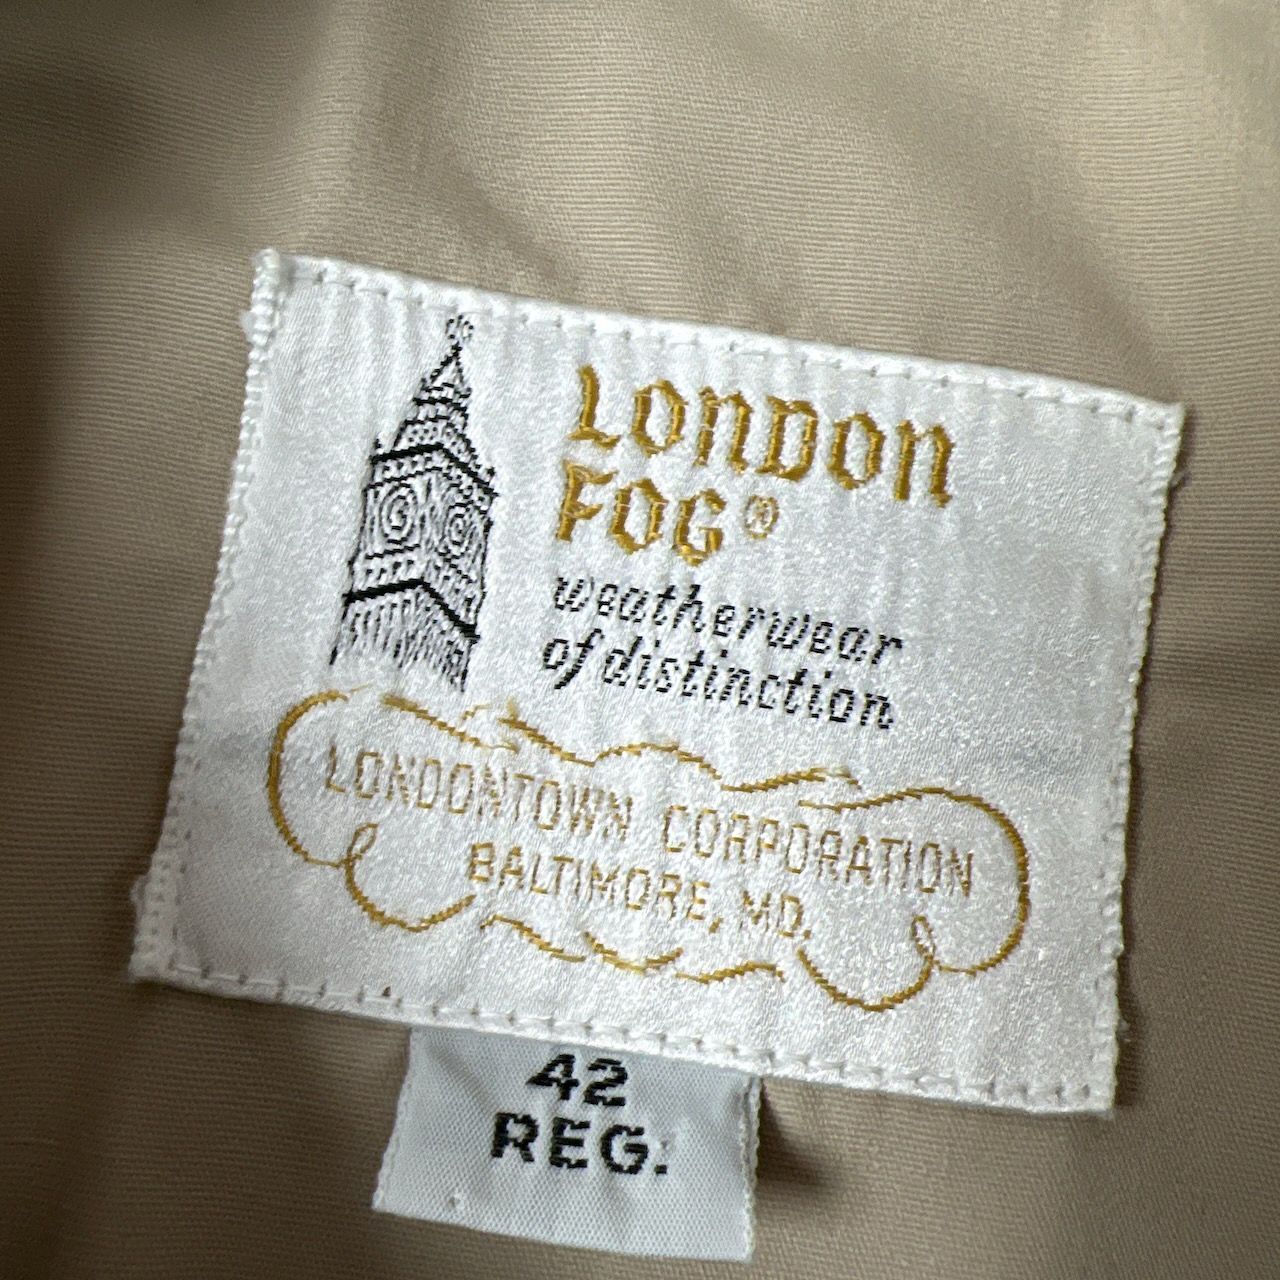 LONDON
FOG®
weatherwear
of distinction
LONDONTOWN CORPORATION
BALTIMORE, MD.
42
REG.